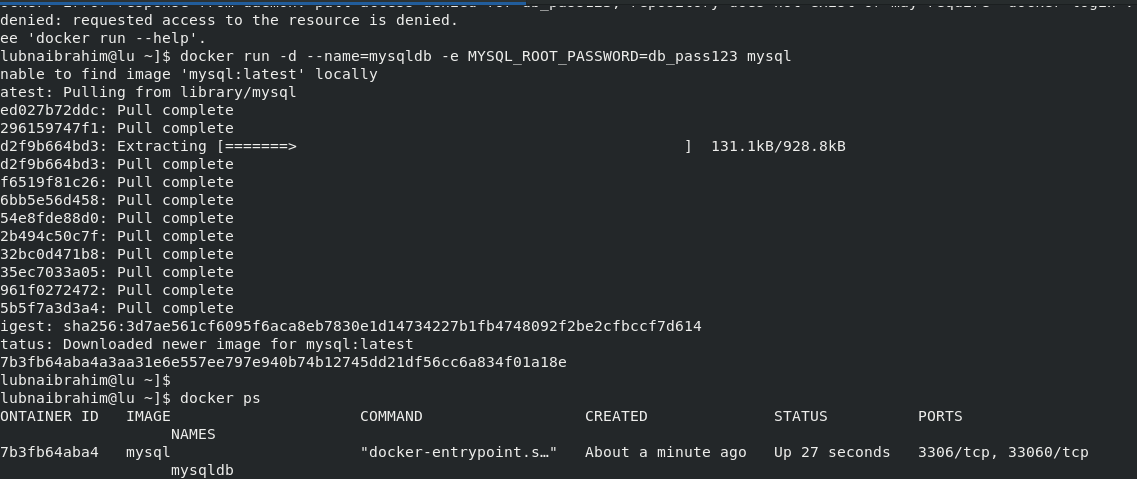 denied: requested access to the resource is denied.
ee 'docker run --help'.
lubnaibrahim@lu ~]$ docker run -d --name=mysqldb -e MYSQL_ROOT_PASSWORD=db_pass123 mysql
nable to find image 'mysql:latest' locally
atest: Pulling from library/mysql
ed027b72ddc: Pull complete
296159747f1: Pull complete
d2f9b664bd3: Extracting [=======>                                           ]  131.1kB/928.8kB
d2f9b664bd3: Pull complete
f6519f81c26: Pull complete
6bb5e56d458: Pull complete
54e8fde88d0: Pull complete
2b494c50c7f: Pull complete
32bc0d471b8: Pull complete
35ec7033a05: Pull complete
961f0272472: Pull complete
5b5f7a3d3a4: Pull complete
igest: sha256:3d7ae561cf6095f6aca8eb7830e1d14734227b1fb4748092f2be2cfbccf7d614
tatus: Downloaded newer image for mysql:latest
7b3fb64aba4a3aa31e6e557ee797e940b74b12745dd21df56cc6a834f01a18e
lubnaibrahim@lu ~]$
lubnaibrahim@lu ~]$ docker ps
ONTAINER ID   IMAGE                     COMMAND                  CREATED              STATUS          PORTS
NAMES
7b3fb64aba4   mysql                     "docker-entrypoint.s…"   About a minute ago   Up 27 seconds   3306/tcp, 33060/tcp
mysqldb